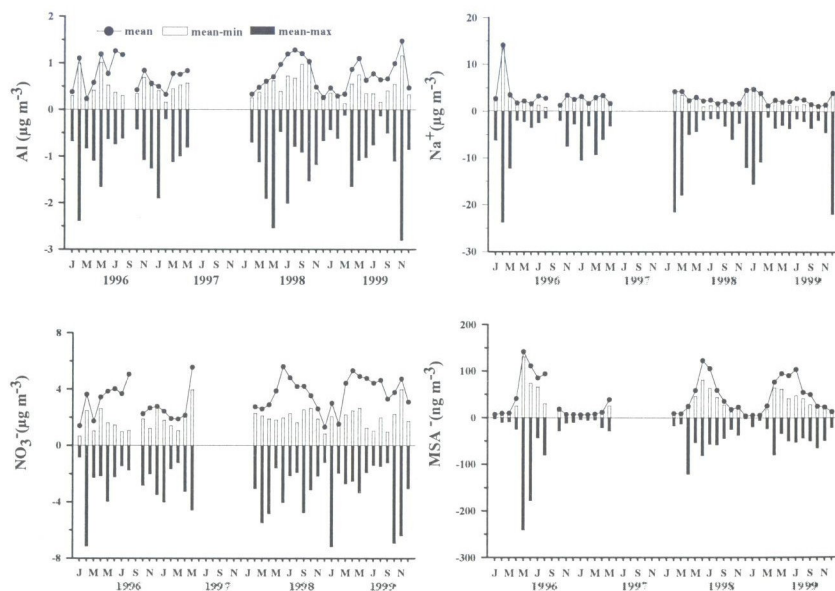 mean mean-min mean-max
Al (µg m⁻³)
2
1
0
-1
-2
-3
J M M J S N J M M J S N J M M J S N J M M J S N
1996 1997 1998 1999
Na⁺(µg m⁻³)
20
10
0
-10
-20
-30
J M M J S N J M M J S N J M M J S N J M M J S N
1996 1997 1998 1999
NO₃⁻(µg m⁻³)
8
4
0
-4
-8
J M M J S N J M M J S N J M M J S N J M M J S N
1996 1997 1998 1999
MSA⁻(ng m⁻³)
200
100
0
-100
-200
-300
J M M J S N J M M J S N J M M J S N J M M J S N
1996 1997 1998 1999